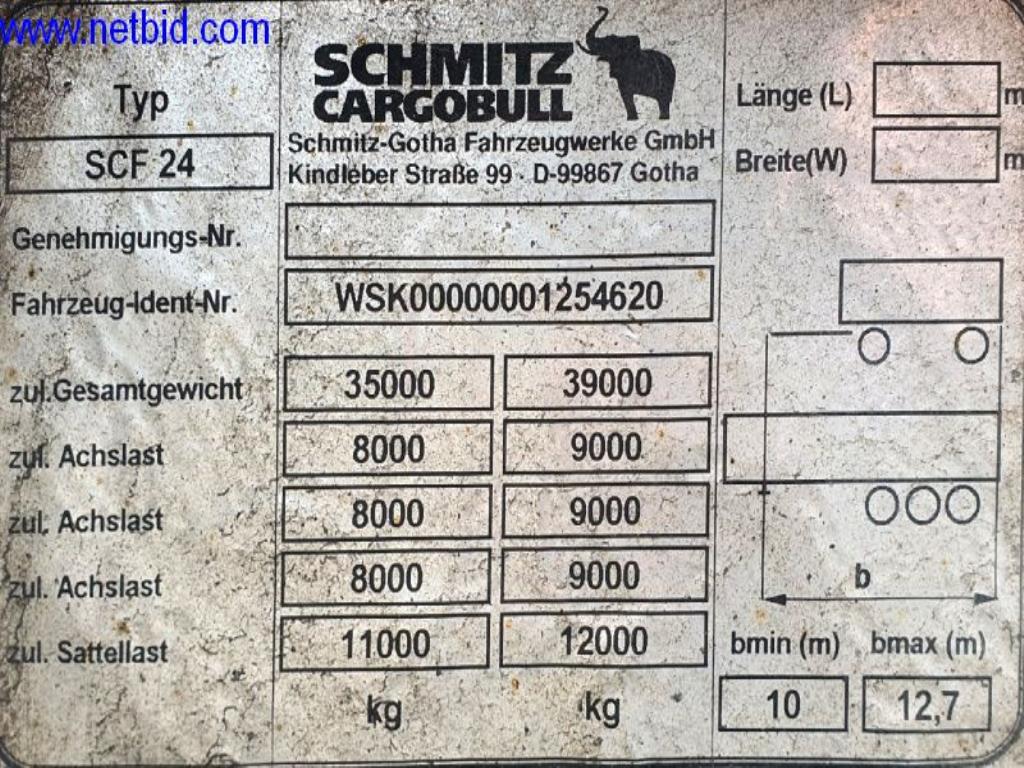 www.netbid.com
SCHMITZ
CARGOBULL
Schmitz-Gotha Fahrzeugwerke GmbH
Kindleber Straße 99 · D-99867 Gotha
Typ
SCF 24
Länge (L) m
Breite(W) m
Genehmigungs-Nr.
Fahrzeug-Ident-Nr. WSK00000001254620
zul.Gesamtgewicht 35000 39000
zul. Achslast 8000 9000
zul. Achslast 8000 9000
zul. Achslast 8000 9000
zul. Sattellast 11000 12000
kg kg
b
bmin (m) bmax (m)
10 12,7